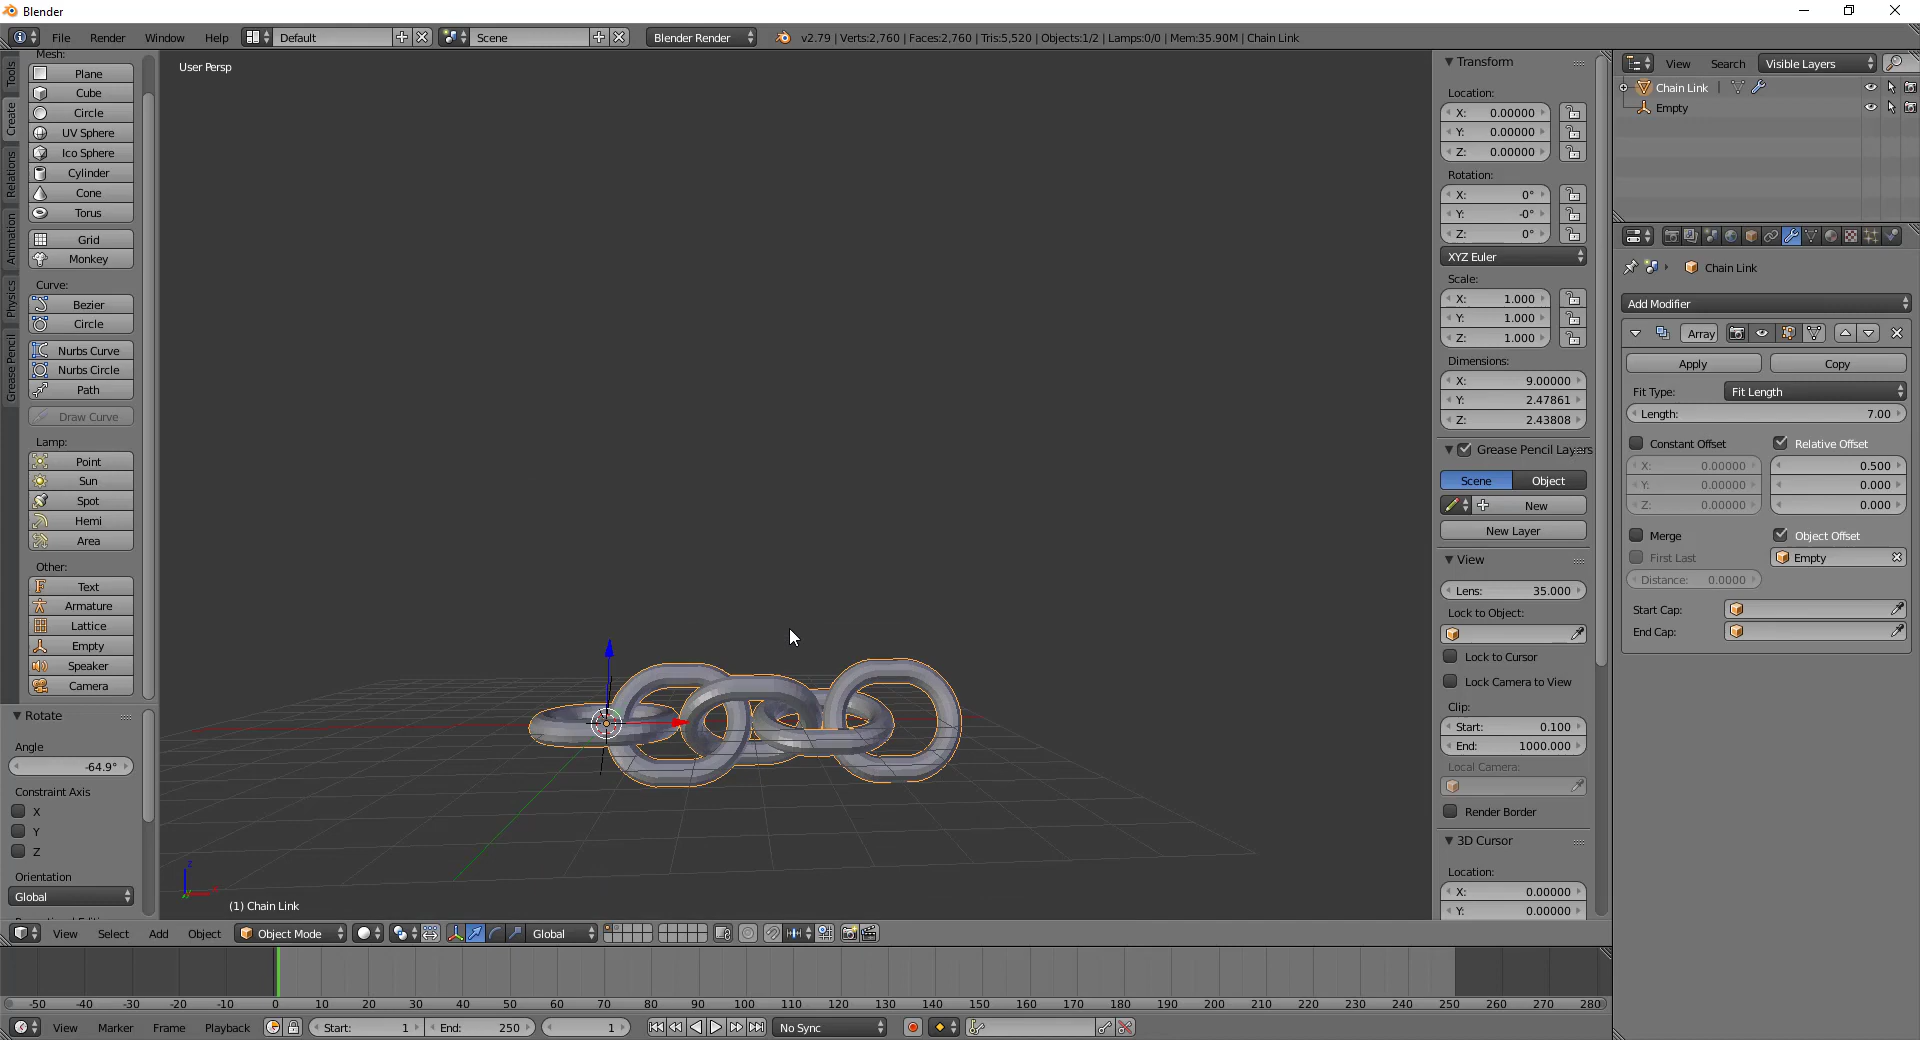 Blender
File Render Window Help Default Scene Blender Render v2.79 | Verts:2,760 | Faces:2,760 | Tris:5,520 | Objects:1/2 | Lamps:0/0 | Mem:35.90M | Chain Link
Tools
Create
Relations
Animation
Physics
Grease Pencil
Mesh:
Plane
Cube
Circle
UV Sphere
Ico Sphere
Cylinder
Cone
Torus
Grid
Monkey
Curve:
Bezier
Circle
Nurbs Curve
Nurbs Circle
Path
Draw Curve
Lamp:
Point
Sun
Spot
Hemi
Area
Other:
Text
Armature
Lattice
Empty
Speaker
Camera
Rotate
Angle
-64.9°
Constraint Axis
X
Y
Z
Orientation
Global
User Persp
z
(1) Chain Link
Transform
Location:
X: 0.00000
Y: 0.00000
Z: 0.00000
Rotation:
X: 0°
Y: -0°
Z: 0°
XYZ Euler
Scale:
X: 1.000
Y: 1.000
Z: 1.000
Dimensions:
X: 9.00000
Y: 2.47861
Z: 2.43808
Grease Pencil Layers
Scene Object
New
New Layer
View
Lens: 35.000
Lock to Object:
Lock to Cursor
Lock Camera to View
Clip:
Start: 0.100
End: 1000.000
Local Camera:
Render Border
3D Cursor
Location:
X: 0.00000
Y: 0.00000
View Search Visible Layers
Chain Link
Empty
Chain Link
Add Modifier
Array
Apply Copy
Fit Type: Fit Length
Length: 7.00
Constant Offset Relative Offset
X: 0.00000 0.500
Y: 0.00000 0.000
Z: 0.00000 0.000
Merge Object Offset
First Last Empty
Distance: 0.0000
Start Cap:
End Cap:
View Select Add Object Object Mode Global
-50 -40 -30 -20 -10 0 10 20 30 40 50 60 70 80 90 100 110 120 130 140 150 160 170 180 190 200 210 220 230 240 250 260 270 280
View Marker Frame Playback Start: 1 End: 250 1 No Sync